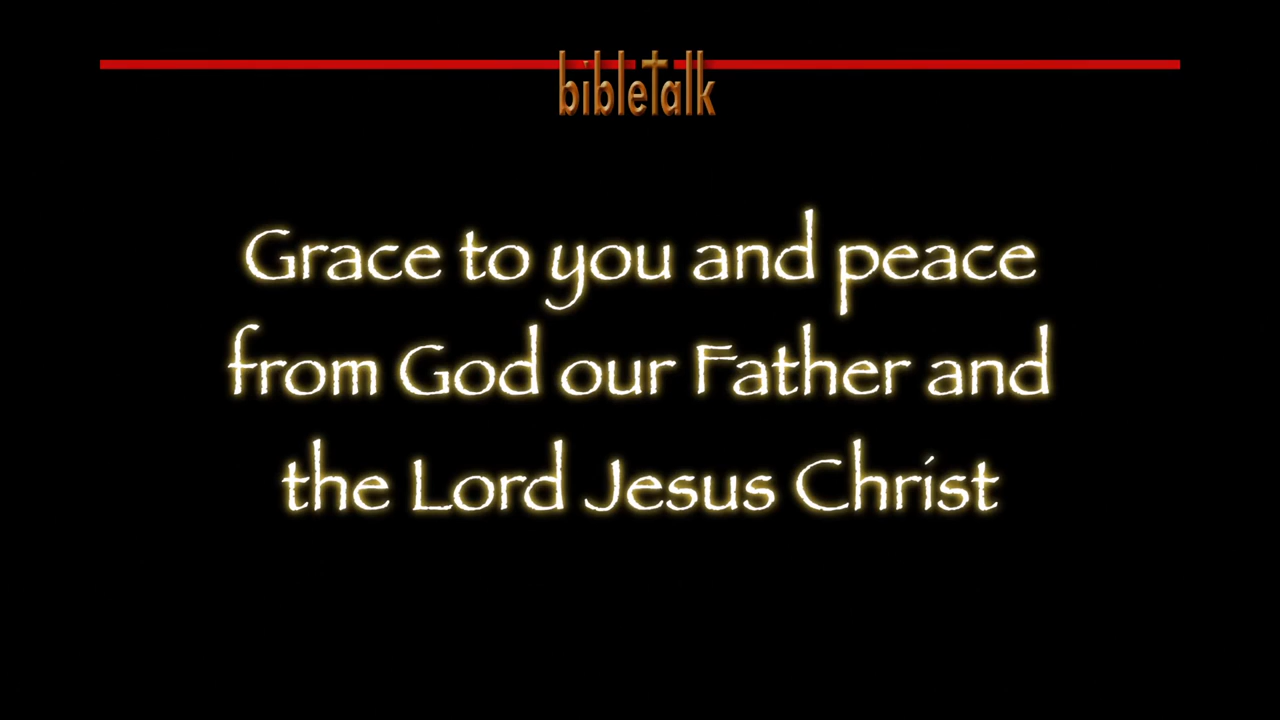 bibleTalk
Grace to you and peace
from God our Father and
the Lord Jesus Christ